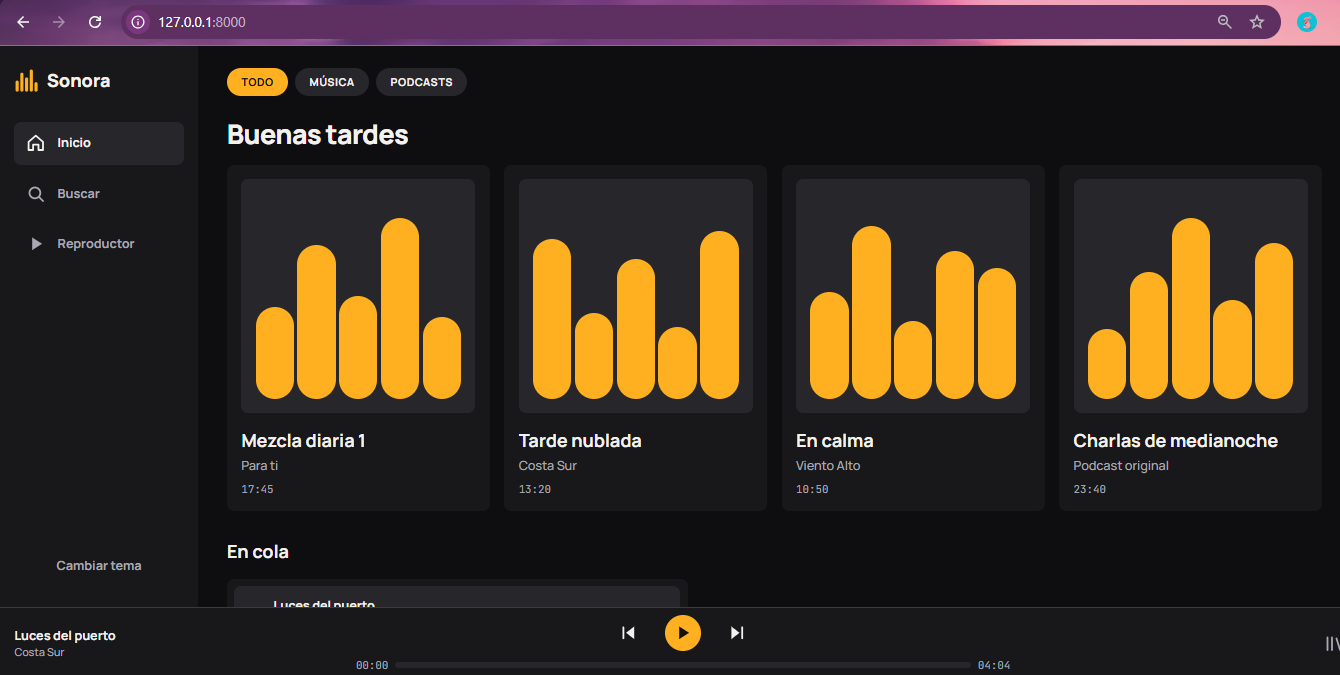 127.0.0.1:8000
Sonora
Inicio
Buscar
Reproductor
Cambiar tema
TODO MÚSICA PODCASTS
Buenas tardes
Mezcla diaria 1
Para ti
17:45
Tarde nublada
Costa Sur
13:20
En calma
Viento Alto
10:50
Charlas de medianoche
Podcast original
23:40
En cola
Luces del puerto
Luces del puerto
Costa Sur
00:00 04:04